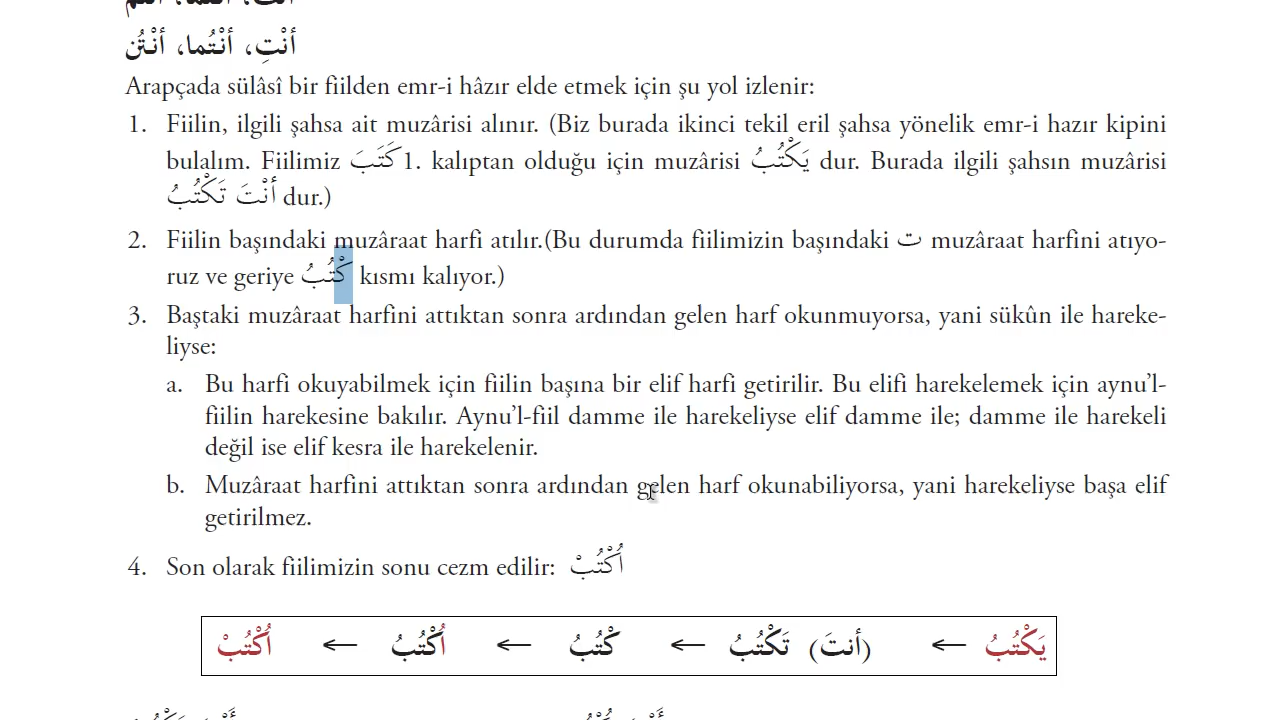 أنْتِ، أنْتُما، أنْتُن
Arapçada sülâsî bir fiilden emr-i hâzır elde etmek için şu yol izlenir:
1. Fiilin, ilgili şahsa ait muzârisi alınır. (Biz burada ikinci tekil eril şahsa yönelik emr-i hazır kipini
bulalım. Fiilimiz كَتَبَ 1. kalıptan olduğu için muzârisi يَكْتُبُ dur. Burada ilgili şahsın muzârisi
أنْتَ تَكْتُبُ dur.)
2. Fiilin başındaki muzâraat harfi atılır.(Bu durumda fiilimizin başındaki ت muzâraat harfini atıyo-
ruz ve geriye كْتُبُ kısmı kalıyor.)
3. Baştaki muzâraat harfini attıktan sonra ardından gelen harf okunmuyorsa, yani sükûn ile hareke-
liyse:
a. Bu harfi okuyabilmek için fiilin başına bir elif harfi getirilir. Bu elifi harekelemek için aynu’l-
fiilin harekesine bakılır. Aynu’l-fiil damme ile harekeliyse elif damme ile; damme ile harekeli
değil ise elif kesra ile harekelenir.
b. Muzâraat harfini attıktan sonra ardından gelen harf okunabiliyorsa, yani harekeliyse başa elif
getirilmez.
4. Son olarak fiilimizin sonu cezm edilir: اُكْتُبْ
يَكْتُبُ ← (أنتَ) تَكْتُبُ ← كْتُبُ ← اُكْتُبُ ← اُكْتُبْ